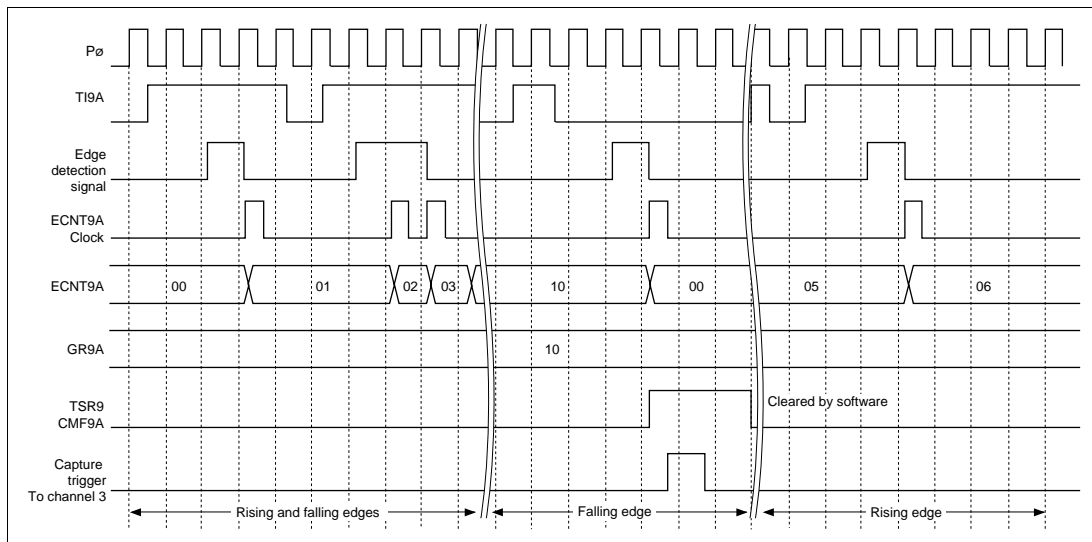 Pø
TI9A
Edge
detection
signal
ECNT9A
Clock
ECNT9A
00
01
02
03
10
00
05
06
GR9A
10
TSR9
CMF9A
Cleared by software
Capture
trigger
To channel 3
Rising and falling edges
Falling edge
Rising edge